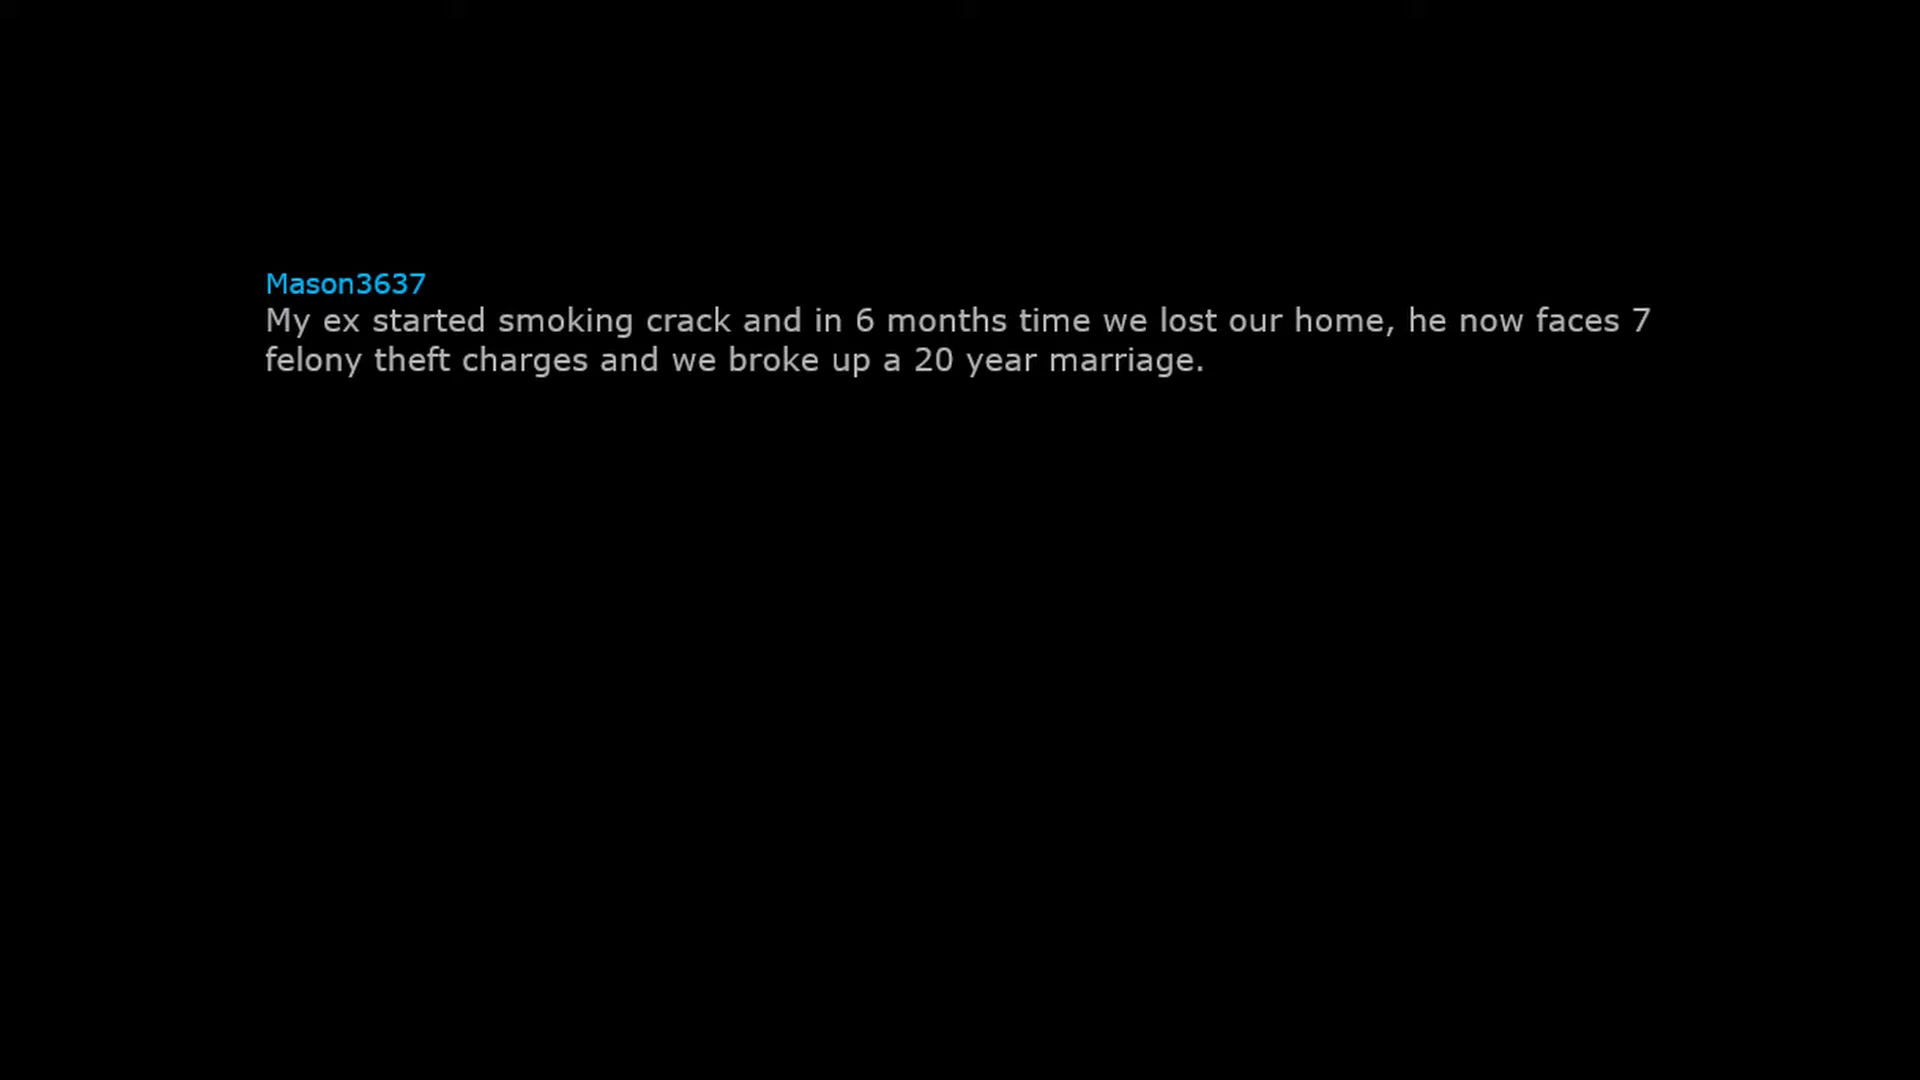 Mason3637
My ex started smoking crack and in 6 months time we lost our home, he now faces 7
felony theft charges and we broke up a 20 year marriage.